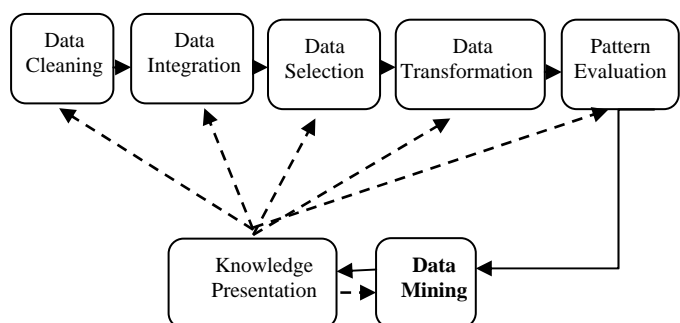 Data
Cleaning
Data
Integration
Data
Selection
Data
Transformation
Pattern
Evaluation
Knowledge
Presentation
Data
Mining